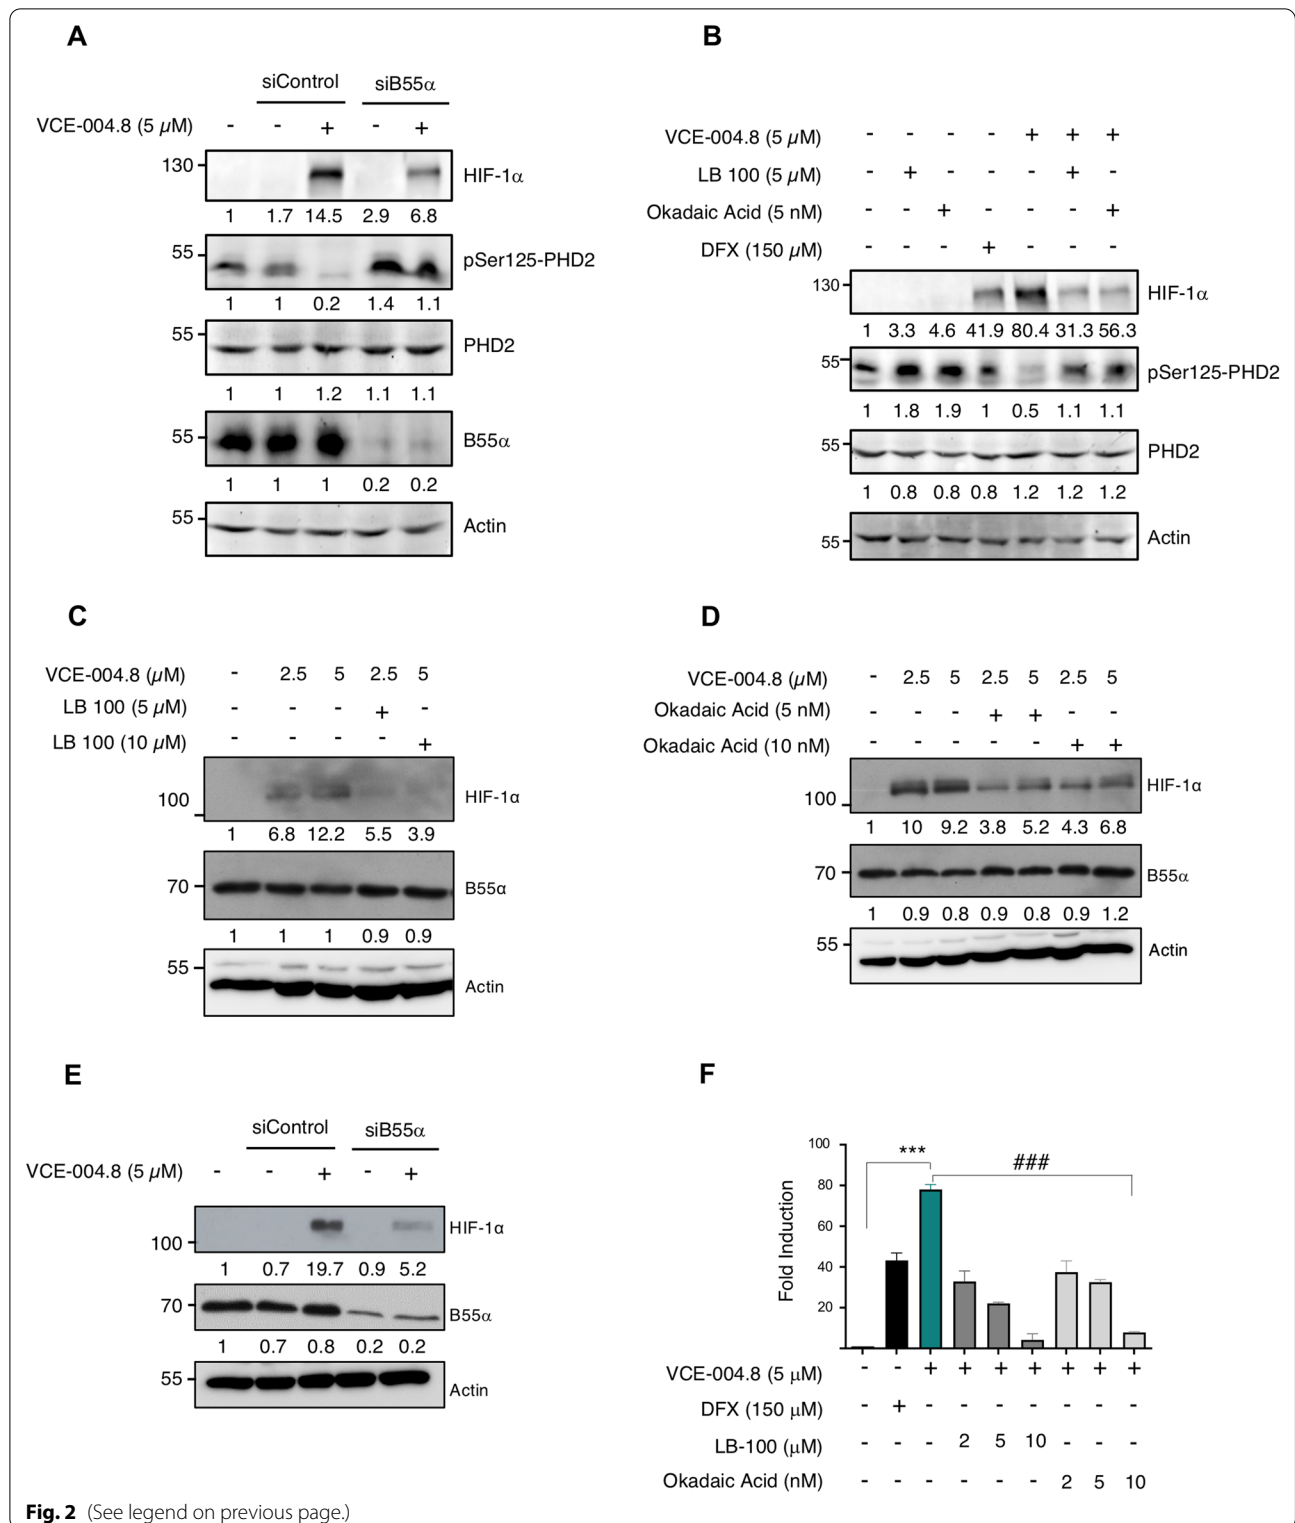 A
siControl siB55α
VCE-004.8 (5 µM) - - + - +
130 HIF-1α
1 1.7 14.5 2.9 6.8
55 pSer125-PHD2
1 1 0.2 1.4 1.1
55 PHD2
1 1 1.2 1.1 1.1
55 B55α
1 1 1 0.2 0.2
55 Actin
B
VCE-004.8 (5 µM) - - - - + + +
LB 100 (5 µM) - + - - - + -
Okadaic Acid (5 nM) - - + - - - +
DFX (150 µM) - - - + - - -
130 HIF-1α
1 3.3 4.6 41.9 80.4 31.3 56.3
55 pSer125-PHD2
1 1.8 1.9 1 0.5 1.1 1.1
55 PHD2
1 0.8 0.8 0.8 1.2 1.2 1.2
55 Actin
C
VCE-004.8 (µM) - 2.5 5 2.5 5
LB 100 (5 µM) - - - + -
LB 100 (10 µM) - - - - +
100 HIF-1α
1 6.8 12.2 5.5 3.9
70 B55α
1 1 1 0.9 0.9
55 Actin
D
VCE-004.8 (µM) - 2.5 5 2.5 5 2.5 5
Okadaic Acid (5 nM) - - - + + - -
Okadaic Acid (10 nM) - - - - - + +
100 HIF-1α
1 10 9.2 3.8 5.2 4.3 6.8
70 B55α
1 0.9 0.8 0.9 0.8 0.9 1.2
55 Actin
E
siControl siB55α
VCE-004.8 (5 µM) - - + - +
100 HIF-1α
1 0.7 19.7 0.9 5.2
70 B55α
1 0.7 0.8 0.2 0.2
55 Actin
F
Fold Induction
100
80
60
40
20
*** ###
VCE-004.8 (5 µM) - - + + + + + + +
DFX (150 µM) - + - - - - - - -
LB-100 (µM) - - - 2 5 10 - - -
Okadaic Acid (nM) - - - - - - 2 5 10
Fig. 2 (See legend on previous page.)